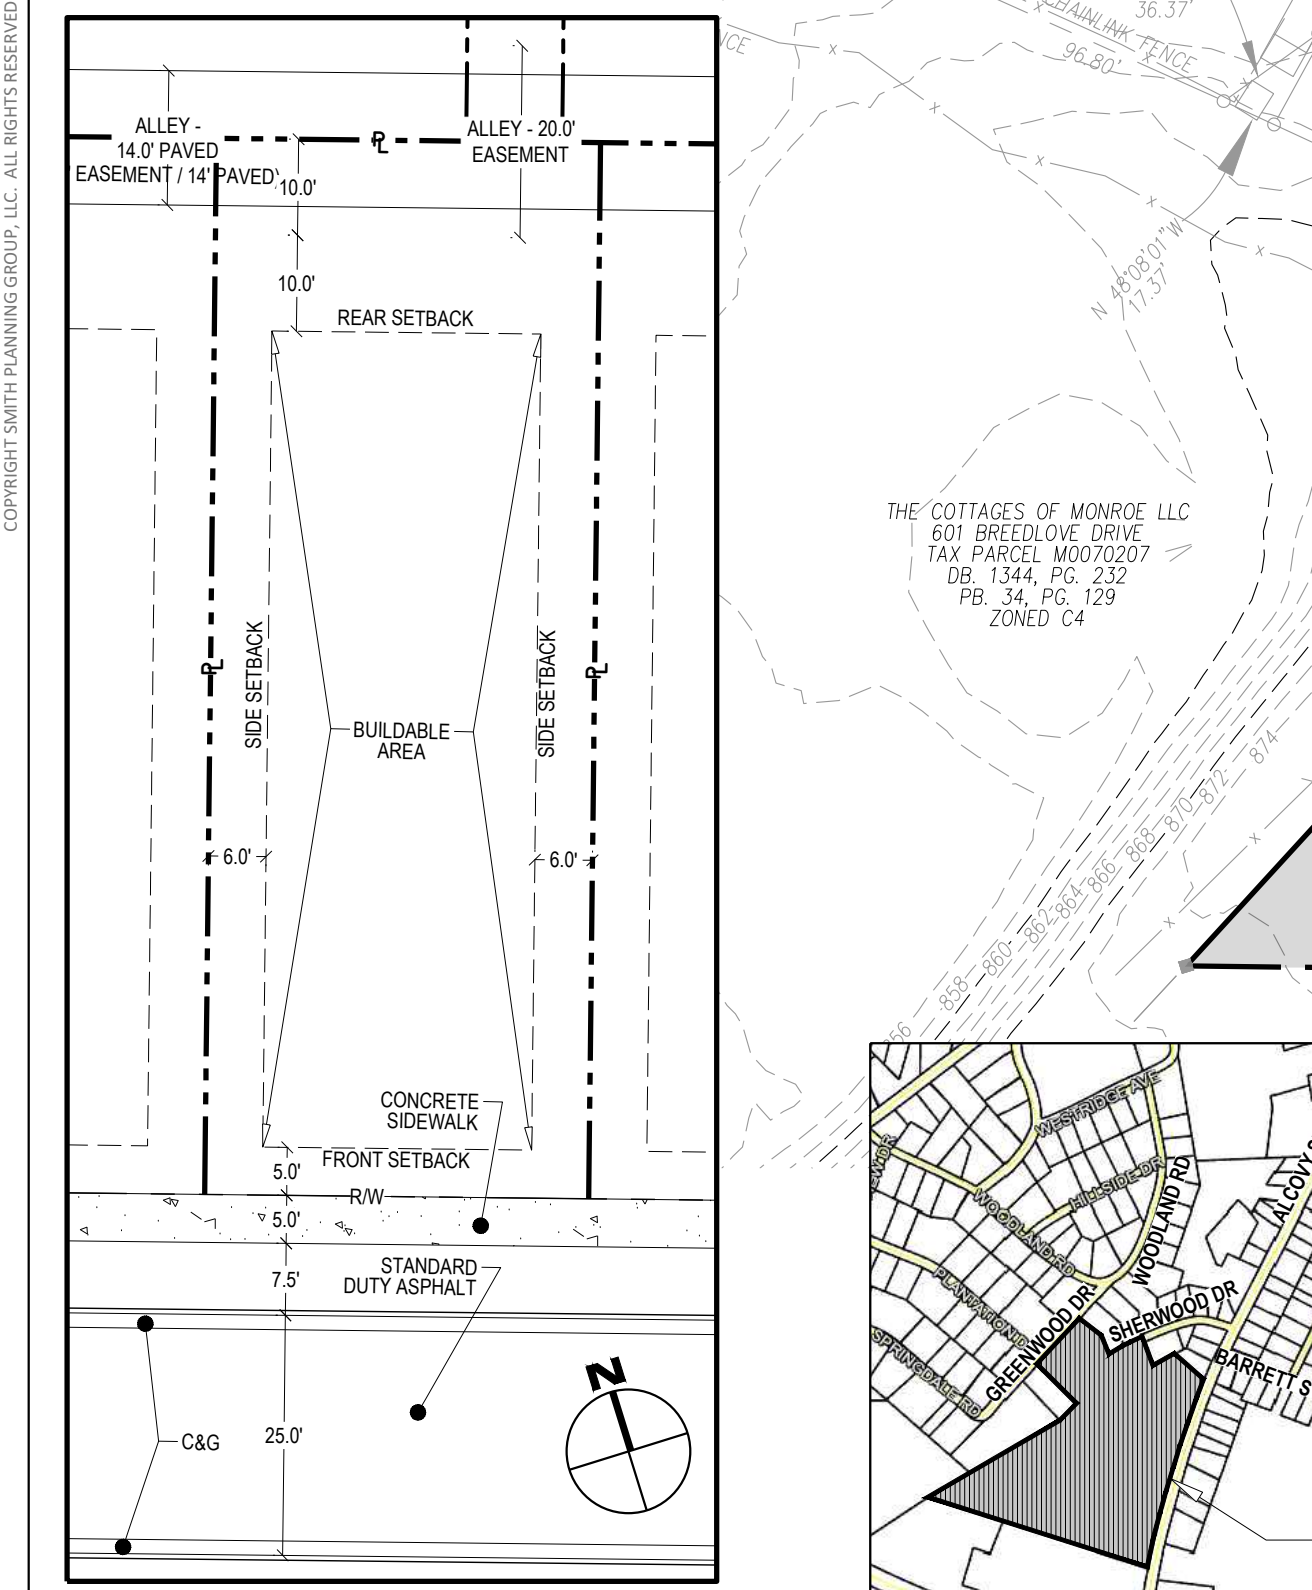 COPYRIGHT SMITH PLANNING GROUP, LLC. ALL RIGHTS RESERVED
ALLEY -
14.0' PAVED
EASEMENT / 14' PAVED
PL
ALLEY - 20.0'
EASEMENT
10.0'
10.0'
REAR SETBACK
SIDE SETBACK
SIDE SETBACK
PL
PL
BUILDABLE
AREA
6.0'
6.0'
CONCRETE
SIDEWALK
FRONT SETBACK
5.0'
R/W
5.0'
STANDARD
DUTY ASPHALT
7.5'
C&G
25.0'
N
CHAINLINK FENCE
36.37'
96.80'
N 48°08'01"W
17.37'
THE COTTAGES OF MONROE LLC
601 BREEDLOVE DRIVE
TAX PARCEL M0070207
DB. 1344, PG. 232
PB. 34, PG. 129
ZONED C4
858
860
862
864
866
868
870
872
874
WESTRIDGE AVE
HILLSIDE DR
WOODLAND RD
WOODLAND RD
PLANTATION D
SPRINGDALE RD
GREENWOOD DR
SHERWOOD DR
BARRETT S
ALCOVY S